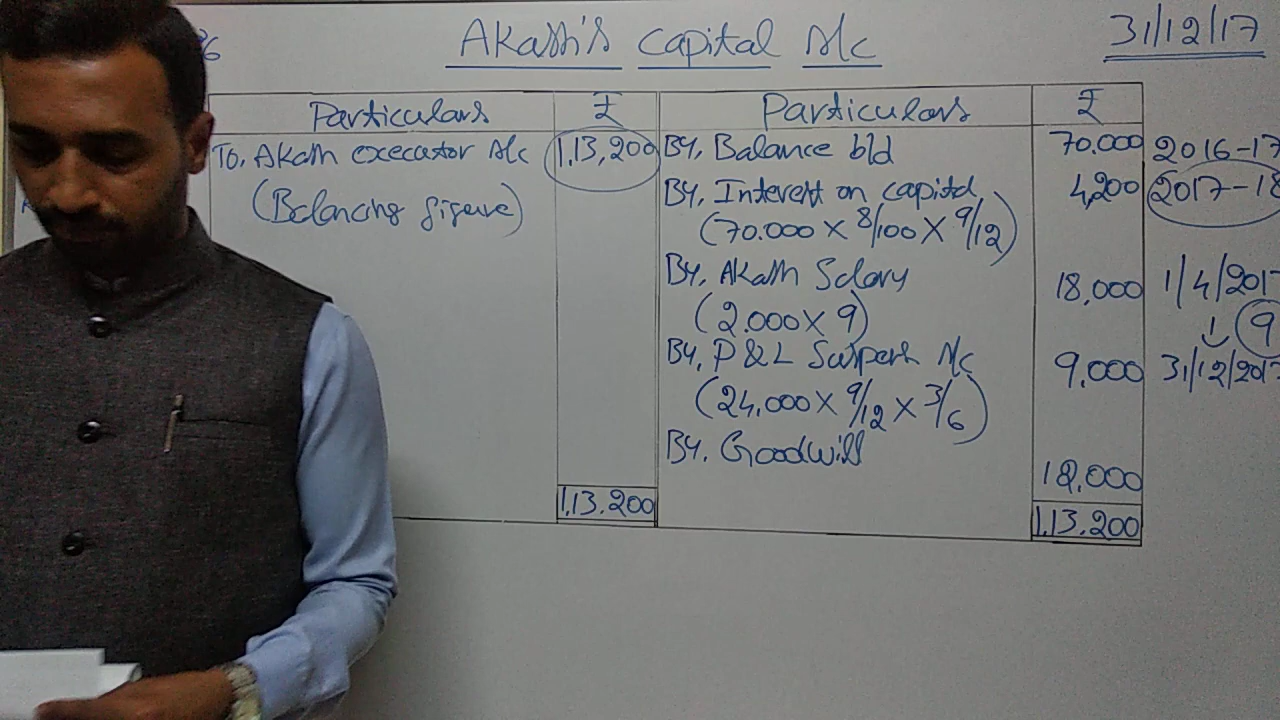 Akash's Capital A/c
31/12/17
Particulars ₹ Particulars ₹
To, Akash executor A/c 1,13,200 By, Balance b/d 70.000 2016-17
(Balancing figure) By, Interest on capital 4,200 2017-18
(70.000 × 8/100 × 9/12)
By, Akash Salary 18,000 1/4/2017
(2.000 × 9) 9
By, P & L Suspense A/c 9,000 31/12/2017
(24,000 × 9/12 × 3/6)
By. Goodwill
12,000
1,13.200 1,13.200